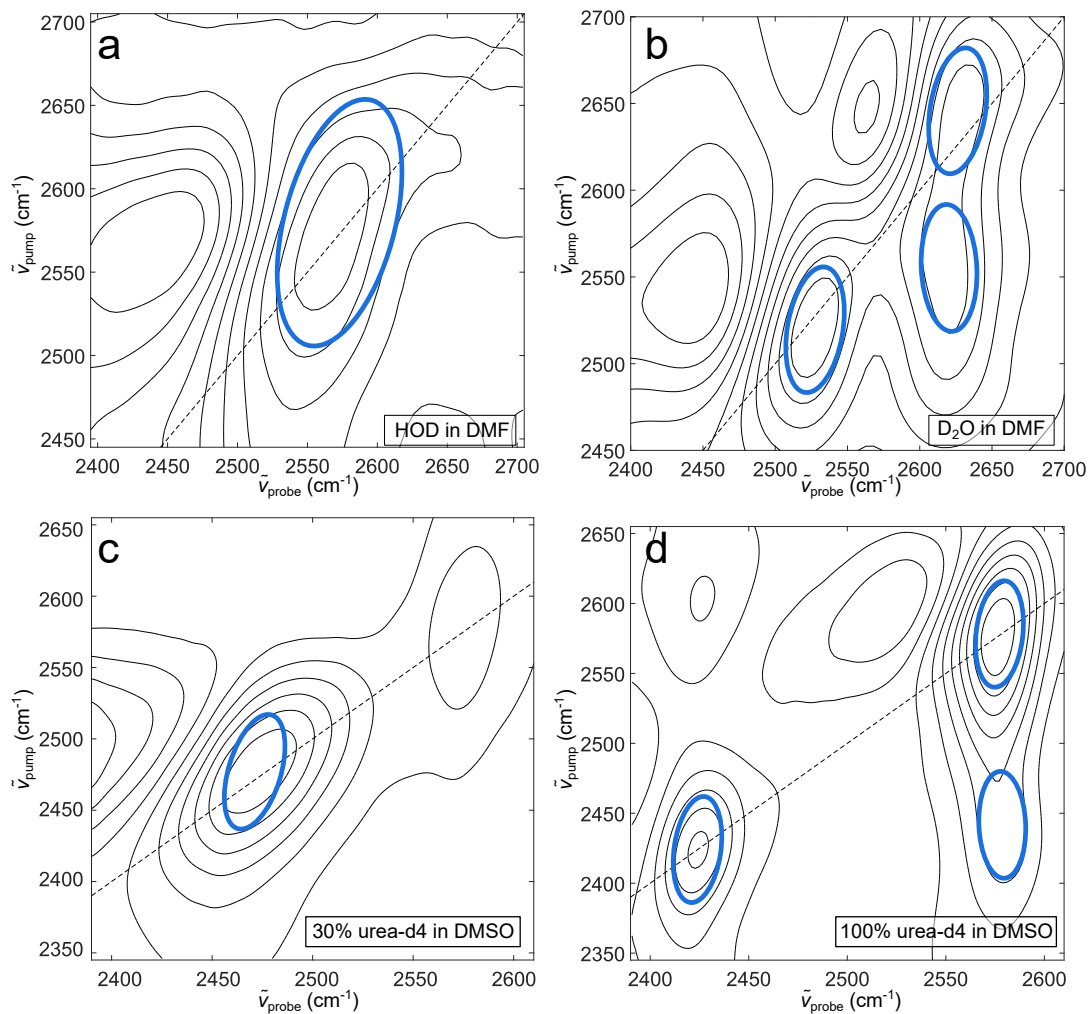 a
2700
2650
2600
2550
2500
2450
ṽpump (cm-1)
HOD in DMF
2400 2450 2500 2550 2600 2650 2700
ṽprobe (cm-1)
b
2700
2650
2600
2550
2500
2450
ṽpump (cm-1)
D2O in DMF
2400 2450 2500 2550 2600 2650 2700
ṽprobe (cm-1)
c
2650
2600
2550
2500
2450
2400
2350
ṽpump (cm-1)
30% urea-d4 in DMSO
2400 2450 2500 2550 2600
ṽprobe (cm-1)
d
2650
2600
2550
2500
2450
2400
2350
ṽpump (cm-1)
100% urea-d4 in DMSO
2400 2450 2500 2550 2600
ṽprobe (cm-1)